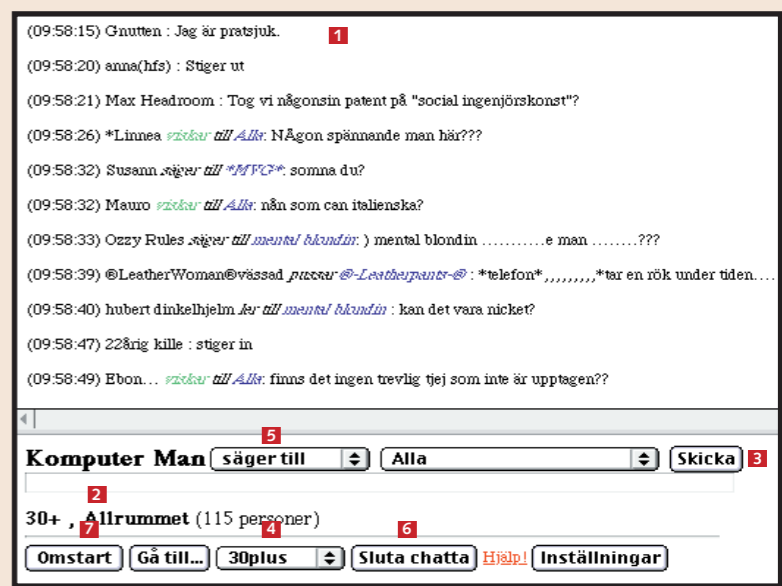 (09:58:15) Gnutten : Jag är pratsjuk. 1
(09:58:20) anna(hfs) : Stiger ut
(09:58:21) Max Headroom : Tog vi någonsin patent på "social ingenjörskonst"?
(09:58:26) *Linnea viskar till Alla: NÅgon spännande man här???
(09:58:32) Susann säger till *MVG*: somna du?
(09:58:32) Mauro viskar till Alla: nån som can italienska?
(09:58:33) Ozzy Rules säger till mental blondin: ) mental blondin ...........e man ........???
(09:58:39) ®LeatherWoman®vässad pussar @-Leatherpants-@ : *telefon*,,,,,,,,,*tar en rök under tiden....
(09:58:40) hubert dinkelhjelm ler till mental blondin : kan det vara nicket?
(09:58:47) 22årig kille : stiger in
(09:58:49) Ebon... viskar till Alla: finns det ingen trevlig tjej som inte är upptagen??
5
Komputer Man säger till Alla Skicka 3
2
30+ , Allrummet (115 personer)
7 4 6
Omstart Gå till... 30plus Sluta chatta Hjälp! Inställningar